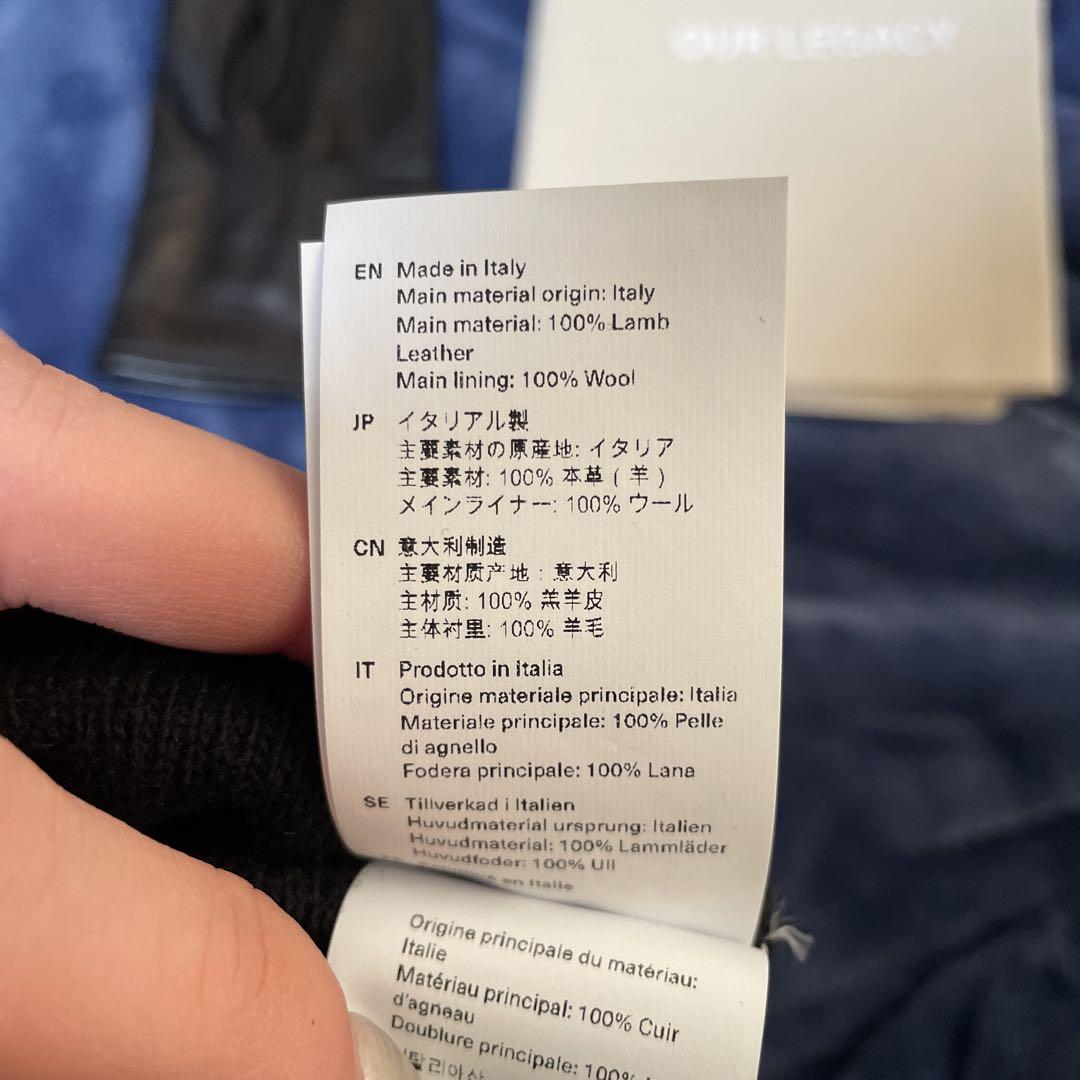 OUR LEGACY
EN Made in Italy
Main material origin: Italy
Main material: 100% Lamb
Leather
Main lining: 100% Wool
JP イタリアル製
主要素材の原産地: イタリア
主要素材: 100% 本革 ( 羊 )
メインライナー: 100% ウール
CN 意大利制造
主要材质产地 : 意大利
主材质: 100% 羔羊皮
主体衬里: 100% 羊毛
IT Prodotto in Italia
Origine materiale principale: Italia
Materiale principale: 100% Pelle
di agnello
Fodera principale: 100% Lana
SE Tillverkad i Italien
Huvudmaterial ursprung: Italien
Huvudmaterial: 100% Lammläder
Huvudfoder: 100% Ull
en Italie
Origine principale du matériau:
Italie
Matériau principal: 100% Cuir
d'agneau
Doublure principale: 100%